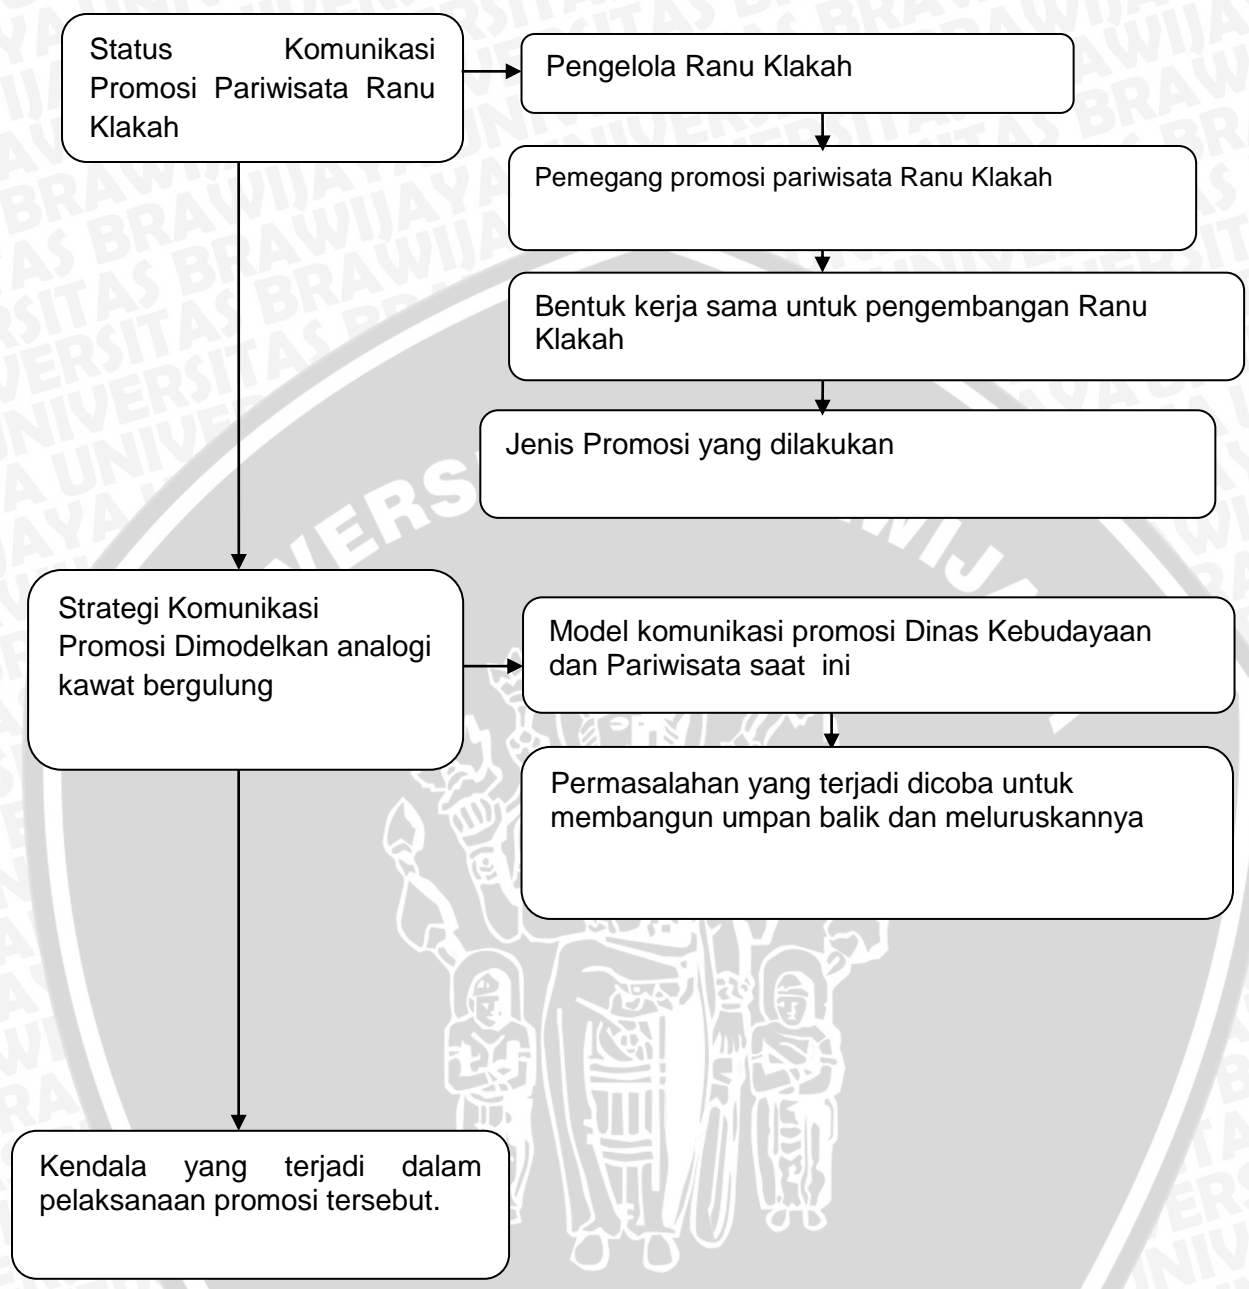 Status Komunikasi
Promosi Pariwisata Ranu
Klakah
Pengelola Ranu Klakah
Pemegang promosi pariwisata Ranu Klakah
Bentuk kerja sama untuk pengembangan Ranu
Klakah
Jenis Promosi yang dilakukan
Strategi Komunikasi
Promosi Dimodelkan analogi
kawat bergulung
Model komunikasi promosi Dinas Kebudayaan
dan Pariwisata saat ini
Permasalahan yang terjadi dicoba untuk
membangun umpan balik dan meluruskannya
Kendala yang terjadi dalam
pelaksanaan promosi tersebut.